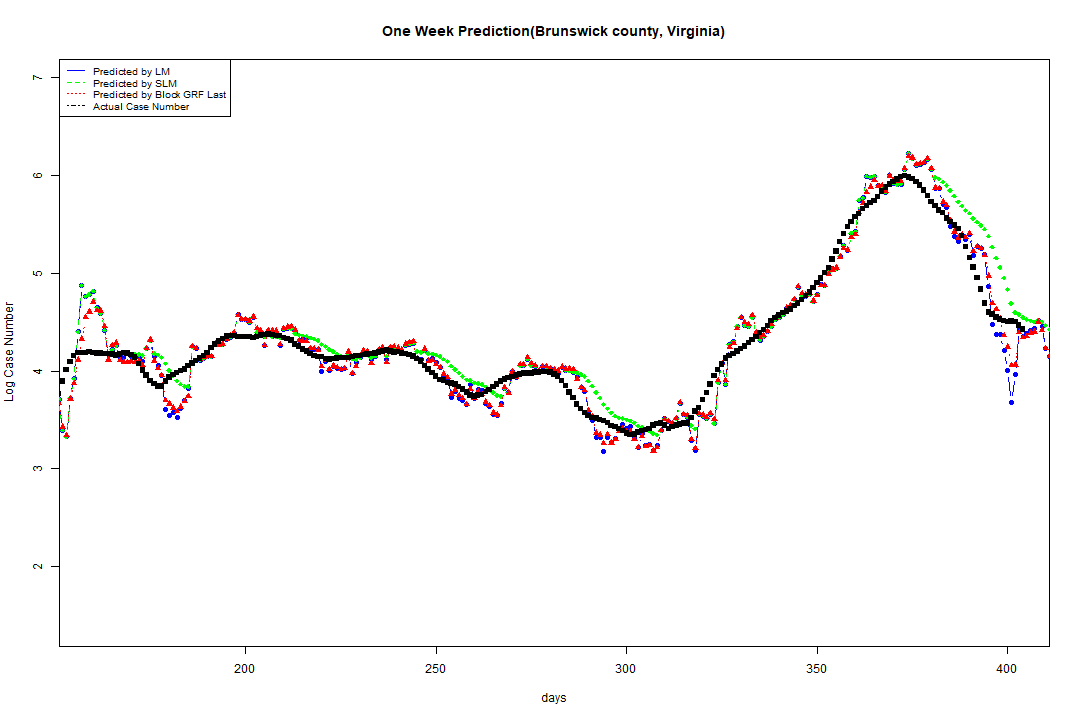 One Week Prediction(Brunswick county, Virginia)
Predicted by LM
Predicted by SLM
Predicted by Block GRF Last
Actual Case Number
7
6
5
4
3
2
Log Case Number
200 250 300 350 400
days